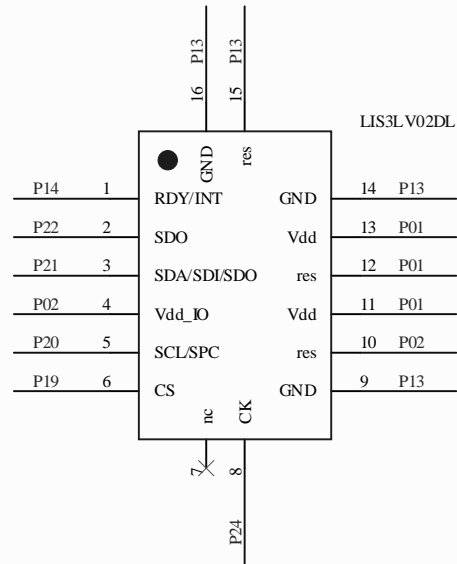 P13 P13
16 15
LIS3LV02DL
GND res
P14 1 RDY/INT GND 14 P13
P22 2 SDO Vdd 13 P01
P21 3 SDA/SDI/SDO res 12 P01
P02 4 Vdd_IO Vdd 11 P01
P20 5 SCL/SPC res 10 P02
P19 6 CS GND 9 P13
nc CK
7 8
P24